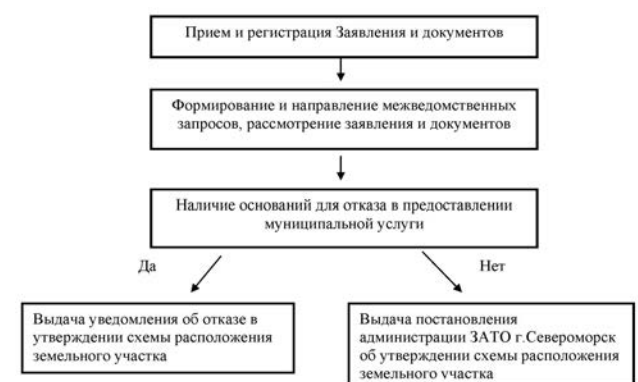 Прием и регистрация Заявления и документов
Формирование и направление межведомственных
запросов, рассмотрение заявления и документов
Наличие оснований для отказа в предоставлении
муниципальной услуги
Да
Нет
Выдача уведомления об отказе в
утверждении схемы расположения
земельного участка
Выдача постановления
администрации ЗАТО г.Североморск
об утверждении схемы расположения
земельного участка